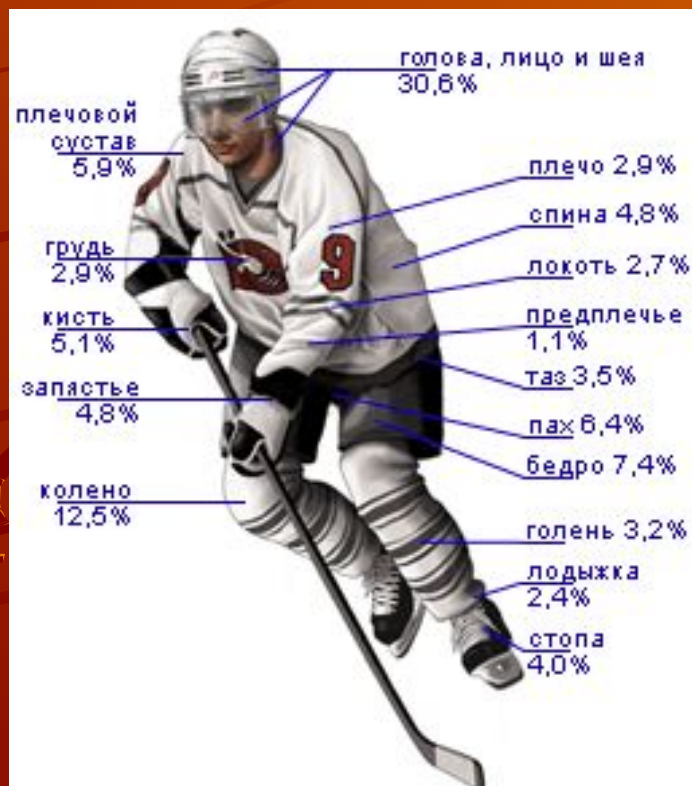 голова, лицо и шея
30,6%
плечовой
сустав
5,9%
плечо 2,9%
спина 4,8%
грудь
2,9%
9
локоть 2,7%
кисть
5,1%
предплечье
1,1%
таз 3,5%
запястье
4,8%
пах 6,4%
бедро 7,4%
колено
12,5%
голень 3,2%
лодыжка
2,4%
стопа
4,0%